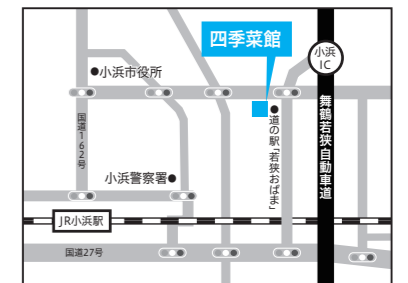 四季菜館
小浜
IC
小浜市役所
国道162号
道の駅「若狭おばま」
舞鶴若狭自動車道
小浜警察署
JR小浜駅
国道27号